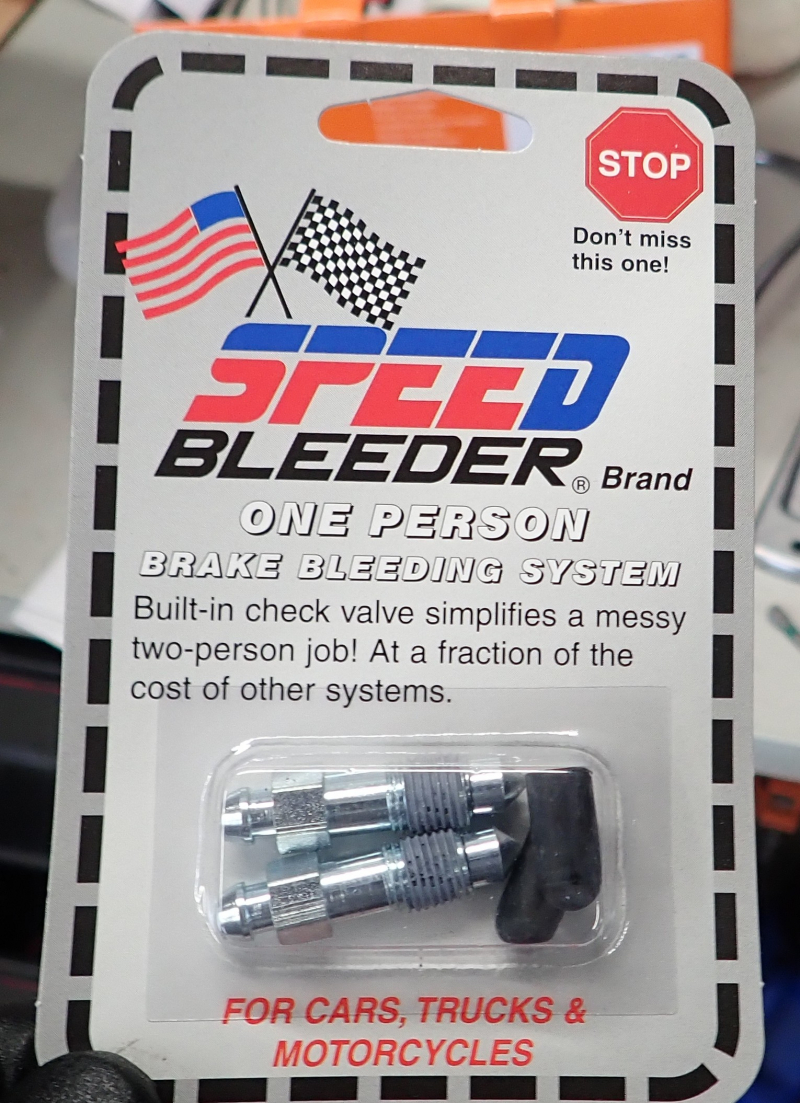 STOP
Don't miss
this one!
SPEED
BLEEDER® Brand
ONE PERSON
BRAKE BLEEDING SYSTEM
Built-in check valve simplifies a messy
two-person job! At a fraction of the
cost of other systems.
FOR CARS, TRUCKS &
MOTORCYCLES